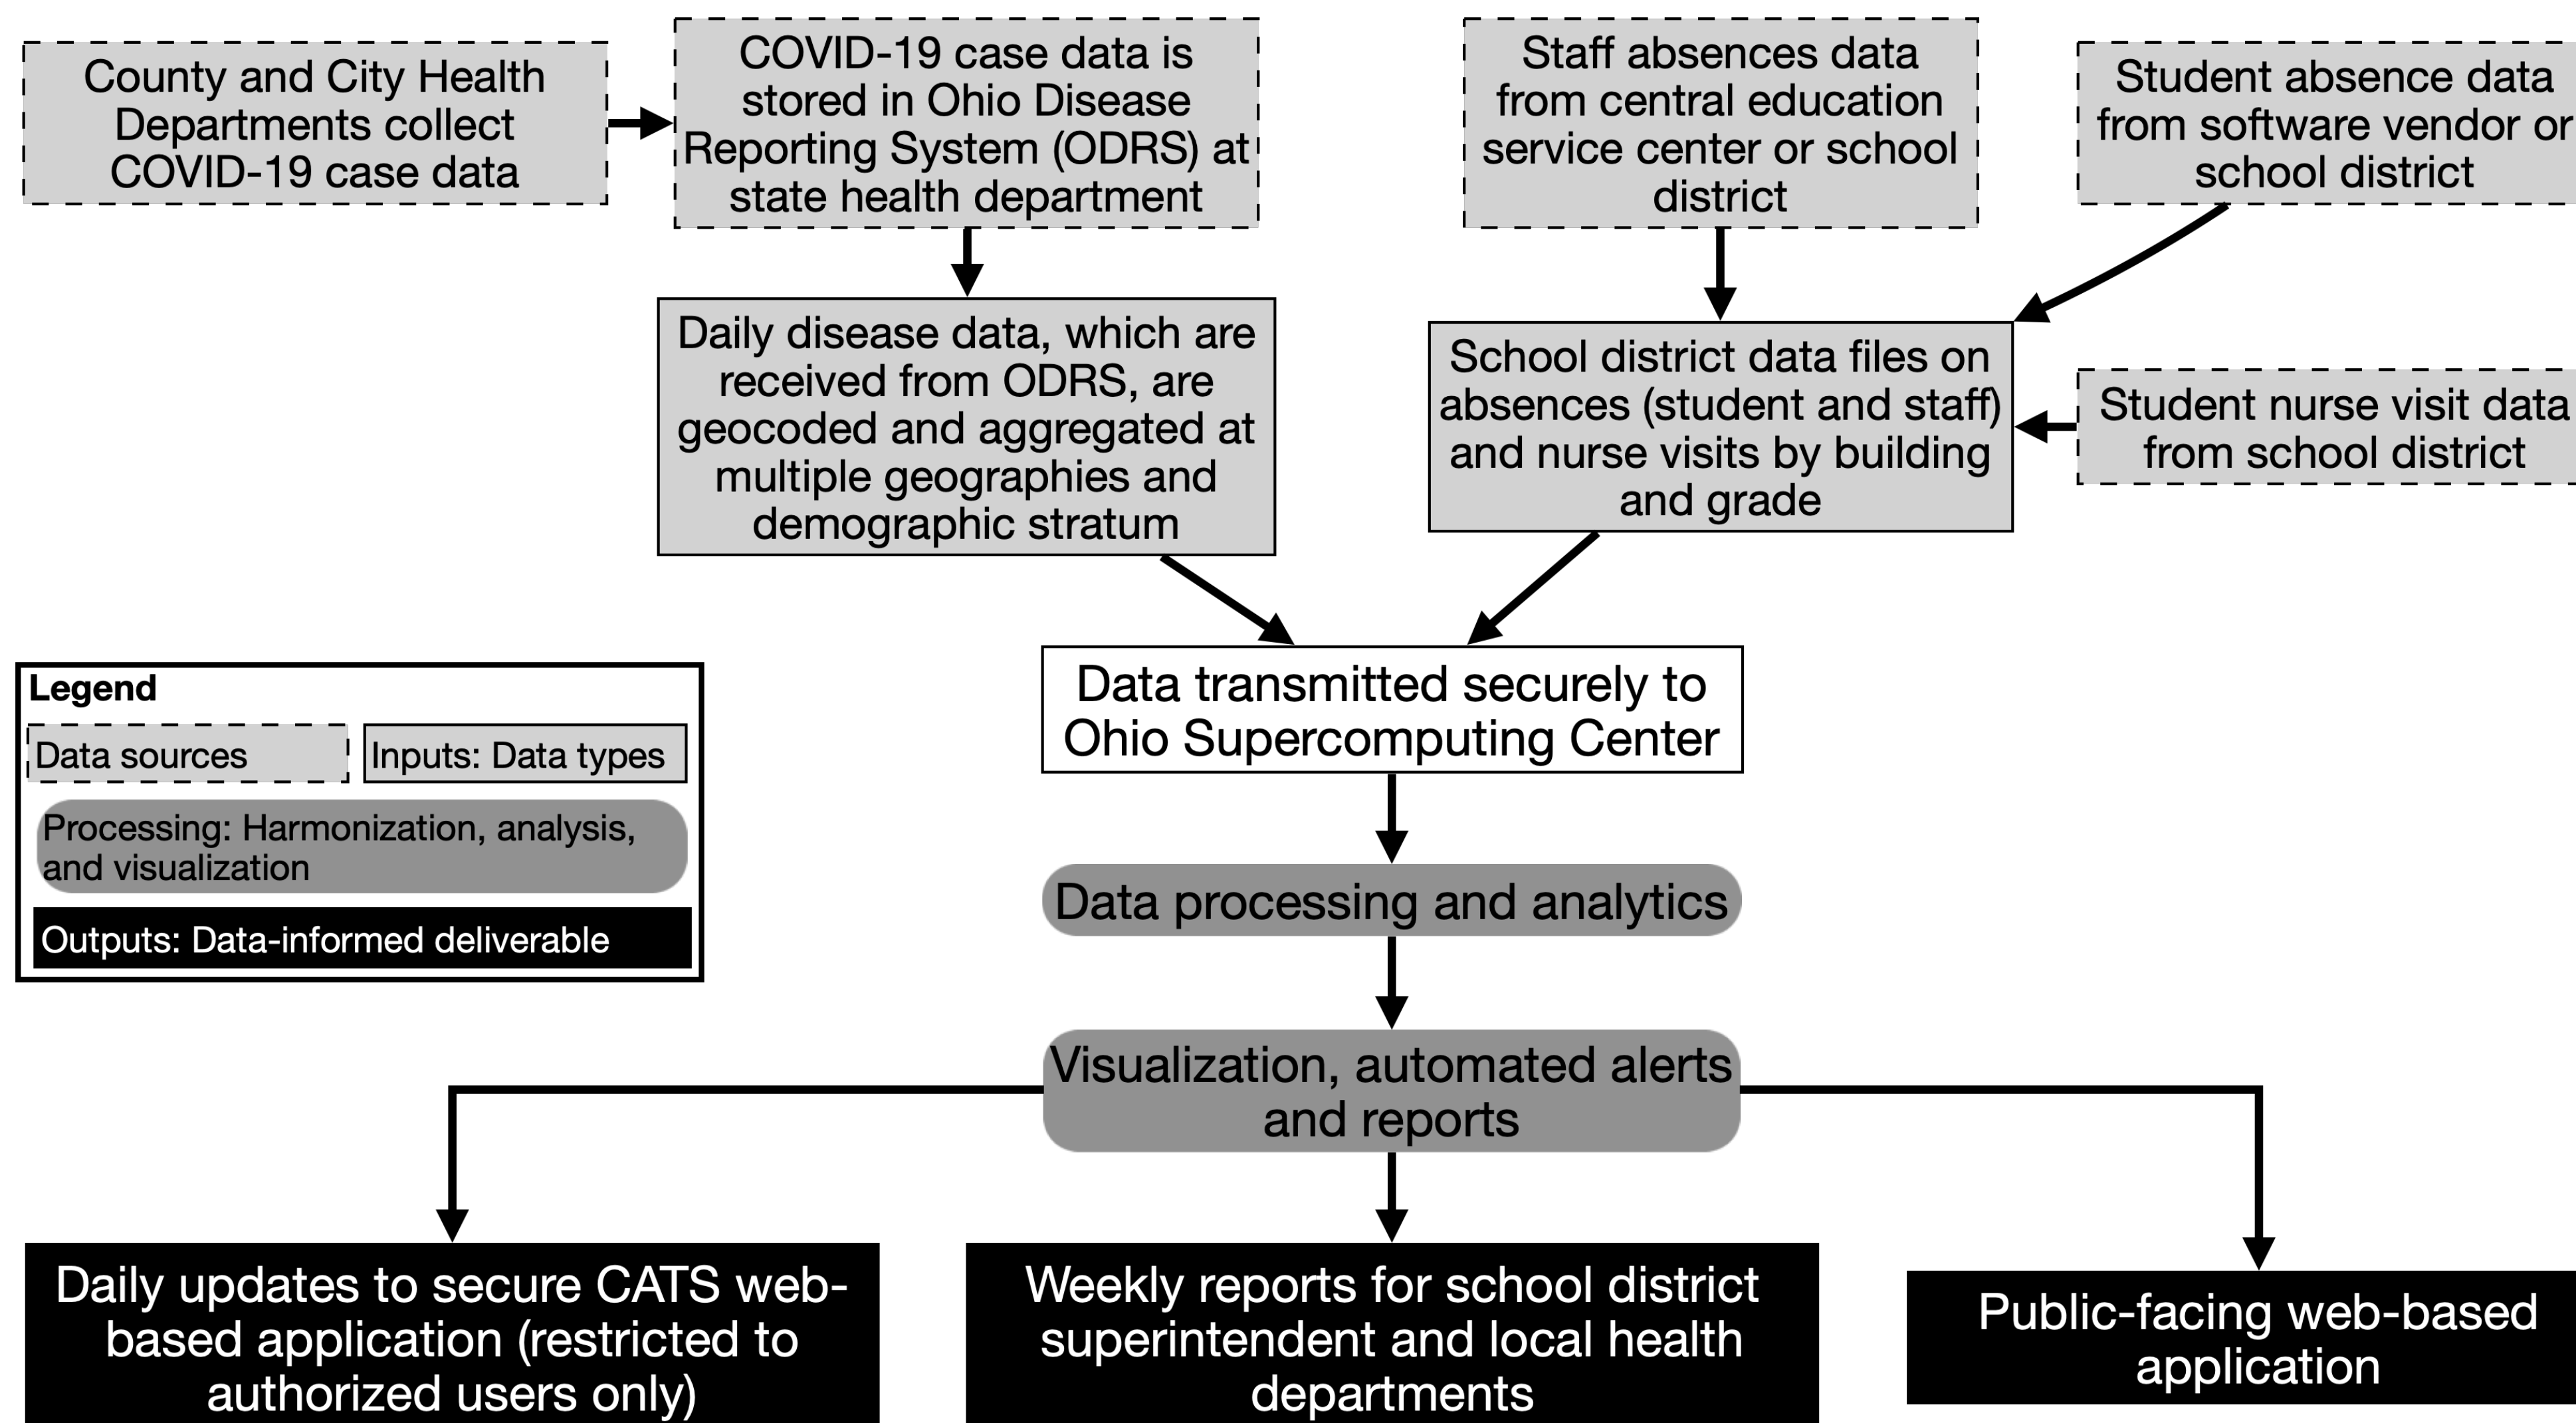 County and City Health
Departments collect
COVID-19 case data
COVID-19 case data is
stored in Ohio Disease
Reporting System (ODRS) at
state health department
Staff absences data
from central education
service center or school
district
Student absence data
from software vendor or
school district
Daily disease data, which are
received from ODRS, are
geocoded and aggregated at
multiple geographies and
demographic stratum
School district data files on
absences (student and staff)
and nurse visits by building
and grade
Student nurse visit data
from school district
Data transmitted securely to
Ohio Supercomputing Center
Legend
Data sources
Inputs: Data types
Processing: Harmonization, analysis,
and visualization
Outputs: Data-informed deliverable
Data processing and analytics
Visualization, automated alerts
and reports
Daily updates to secure CATS web-
based application (restricted to
authorized users only)
Weekly reports for school district
superintendent and local health
departments
Public-facing web-based
application